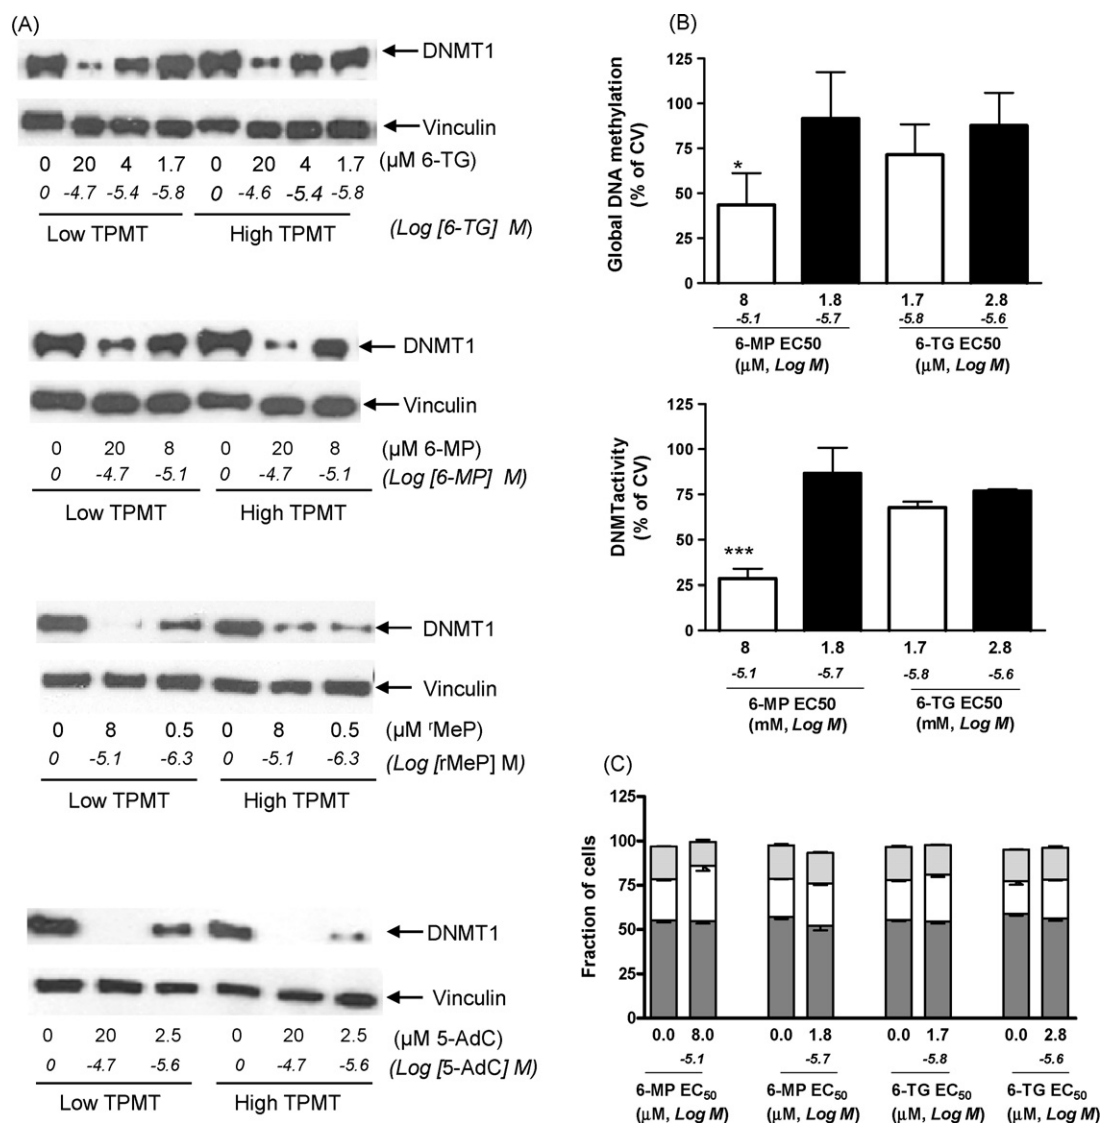 (A)
DNMT1
Vinculin
0 20 4 1.7 0 20 4 1.7 (µM 6-TG)
0 -4.7 -5.4 -5.8 0 -4.6 -5.4 -5.8
Low TPMT High TPMT (Log [6-TG] M)
DNMT1
Vinculin
0 20 8 0 20 8 (µM 6-MP)
0 -4.7 -5.1 0 -4.7 -5.1 (Log [6-MP] M)
Low TPMT High TPMT
DNMT1
Vinculin
0 8 0.5 0 8 0.5 (µM rMeP)
0 -5.1 -6.3 0 -5.1 -6.3 (Log [rMeP] M)
Low TPMT High TPMT
DNMT1
Vinculin
0 20 2.5 0 20 2.5 (µM 5-AdC)
0 -4.7 -5.6 0 -4.7 -5.6 (Log [5-AdC] M)
Low TPMT High TPMT
(B)
Global DNA methylation
(% of CV)
125
100
75
50
25
0
*
8 1.8 1.7 2.8
-5.1 -5.7 -5.8 -5.6
6-MP EC50 6-TG EC50
(µM, Log M) (µM, Log M)
DNMTactivity
(% of CV)
125
100
75
50
25
0
***
8 1.8 1.7 2.8
-5.1 -5.7 -5.8 -5.6
6-MP EC50 6-TG EC50
(mM, Log M) (mM, Log M)
(C)
Fraction of cells
125
100
75
50
25
0
0.0 8.0 0.0 1.8 0.0 1.7 0.0 2.8
-5.1 -5.7 -5.8 -5.6
6-MP EC50 6-MP EC50 6-TG EC50 6-TG EC50
(µM, Log M) (µM, Log M) (µM, Log M) (µM, Log M)